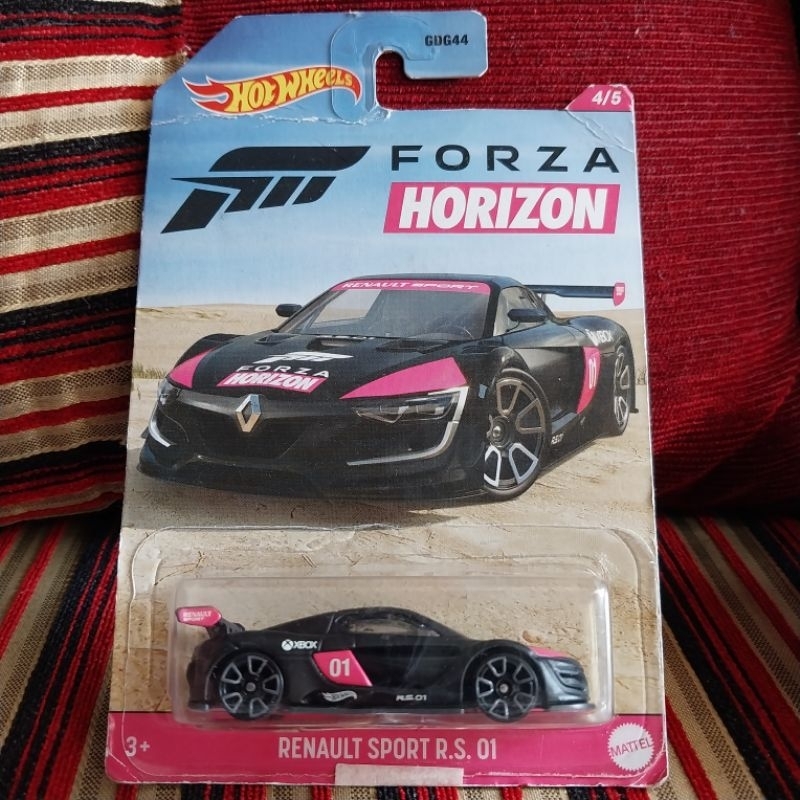 GDG44
HOT WHEELS
4/5
FORZA
HORIZON
RENAULT SPORT
XBOX
01
FORZA
HORIZON
RENAULT
SPORT
XBOX
01
R.S.01
3+
RENAULT SPORT R.S. 01
MATTEL